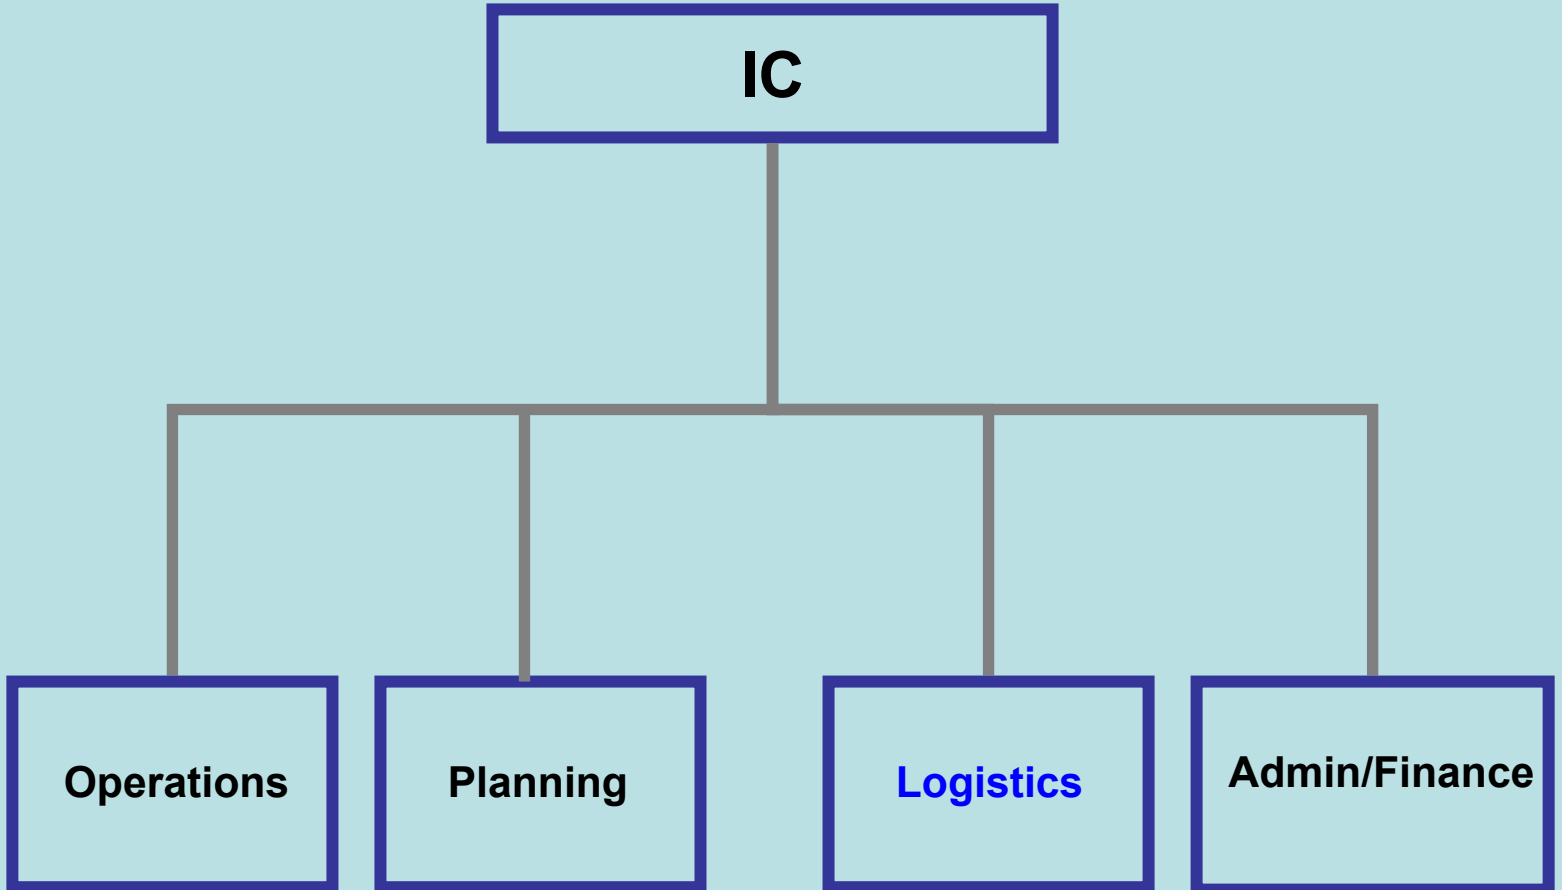 IC
Operations
Planning
Logistics
Admin/Finance